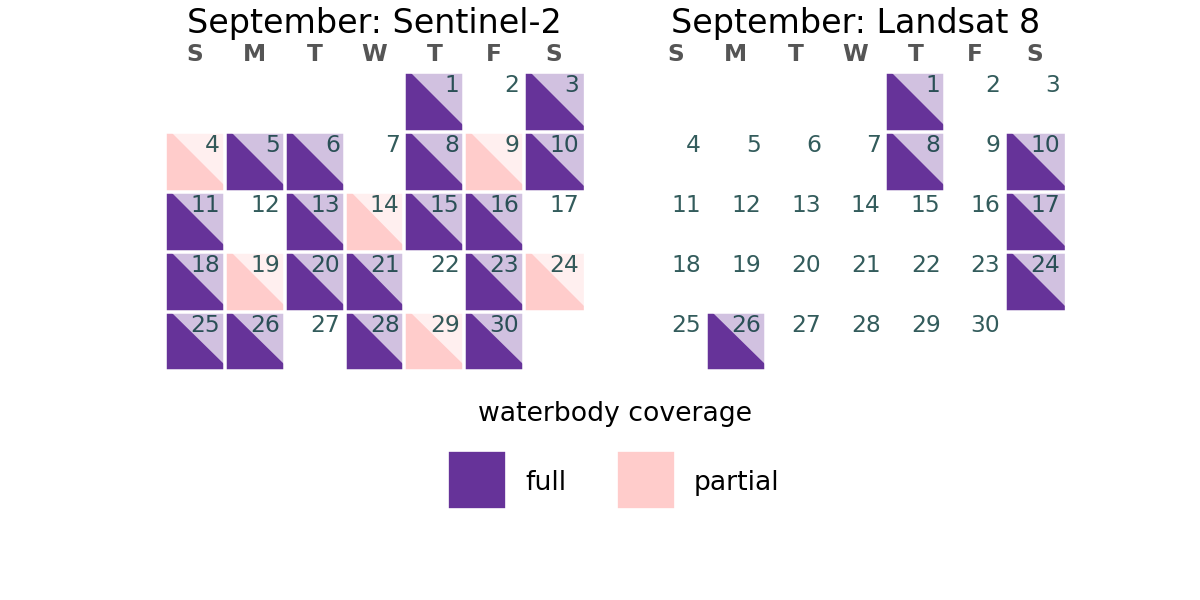 September: Sentinel-2
S M T W T F S
1 2 3
4 5 6 7 8 9 10
11 12 13 14 15 16 17
18 19 20 21 22 23 24
25 26 27 28 29 30
September: Landsat 8
S M T W T F S
1 2 3
4 5 6 7 8 9 10
11 12 13 14 15 16 17
18 19 20 21 22 23 24
25 26 27 28 29 30
waterbody coverage
full
partial